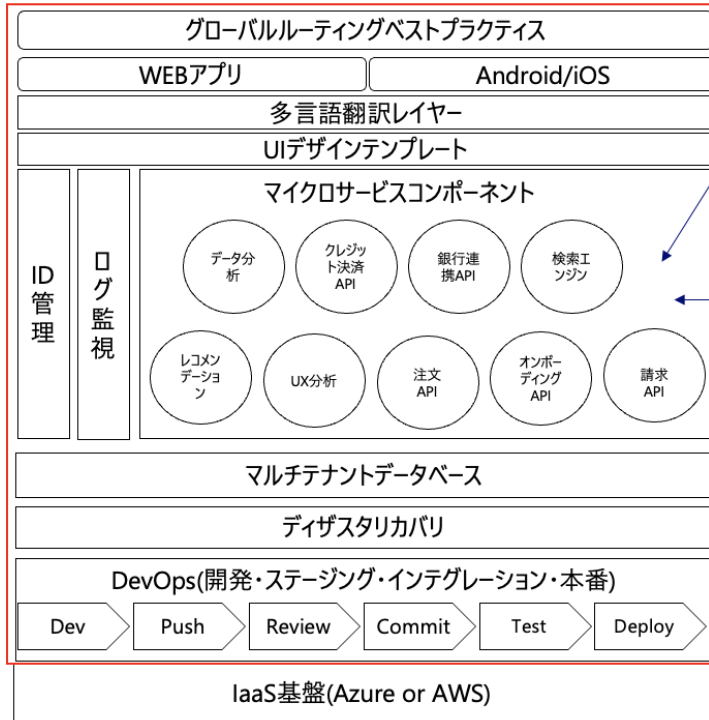 グローバルルーティングベストプラクティス
WEBアプリ
Android/iOS
多言語翻訳レイヤー
UIデザインテンプレート
ID
管
理
ロ
グ
監
視
マイクロサービスコンポーネント
データ分
析
クレジッ
ト決済
API
銀行連
携API
検索エ
ンジン
レコメン
デーショ
ン
UX分析
注文
API
オンボー
ディング
API
請求
API
マルチテナントデータベース
ディザスタリカバリ
DevOps(開発・ステージング・インテグレーション・本番)
Dev
Push
Review
Commit
Test
Deploy
IaaS基盤(Azure or AWS)